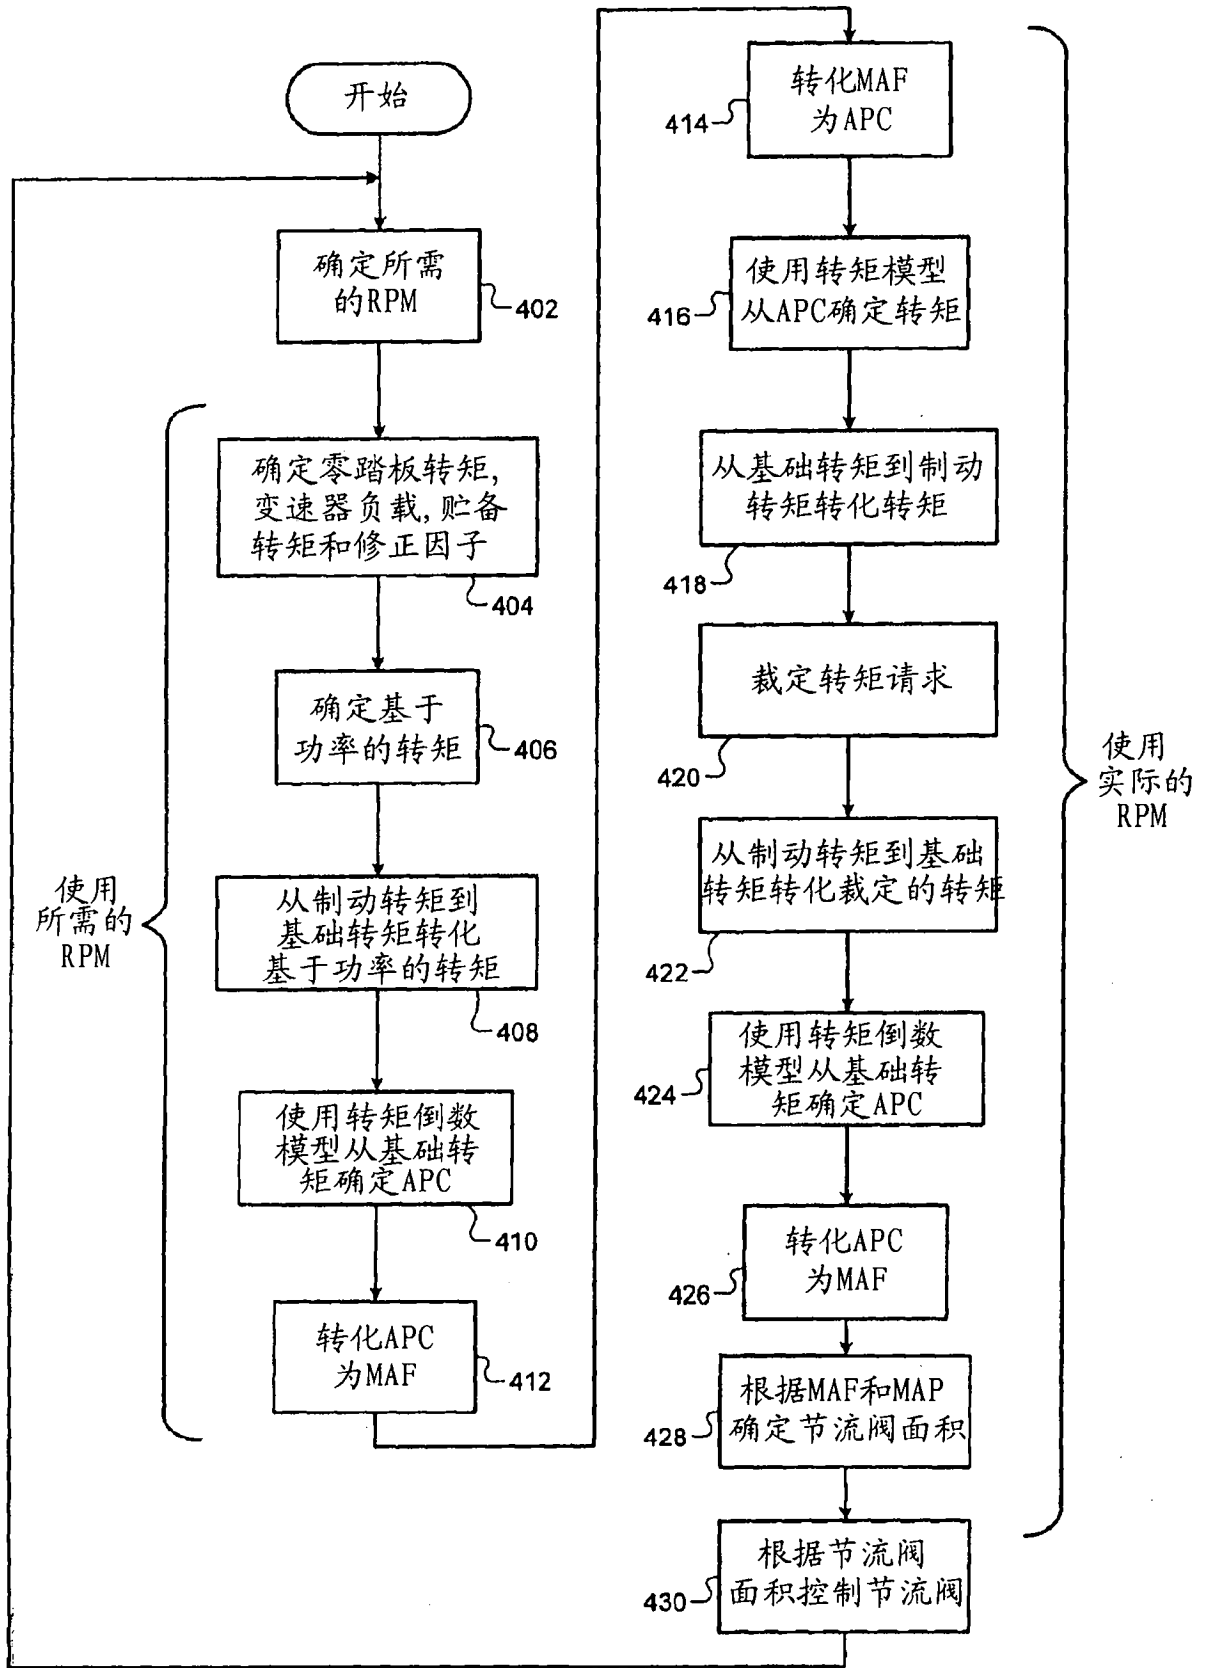 开始
确定所需
的RPM
402
确定零踏板转矩,
变速器负载,贮备
转矩和修正因子
404
确定基于
功率的转矩
406
从制动转矩到
基础转矩转化
基于功率的转矩
408
使用转矩倒数
模型从基础转
矩确定APC
410
转化APC
为MAF
412
使用
所需的
RPM
转化MAF
为APC
414
使用转矩模型
从APC确定转矩
416
从基础转矩到制动
转矩转化转矩
418
裁定转矩请求
420
从制动转矩到基础
转矩转化裁定的转矩
422
使用转矩倒数
模型从基础转
矩确定APC
424
转化APC
为MAF
426
根据MAF和MAP
确定节流阀面积
428
根据节流阀
面积控制节流阀
430
使用
实际的
RPM